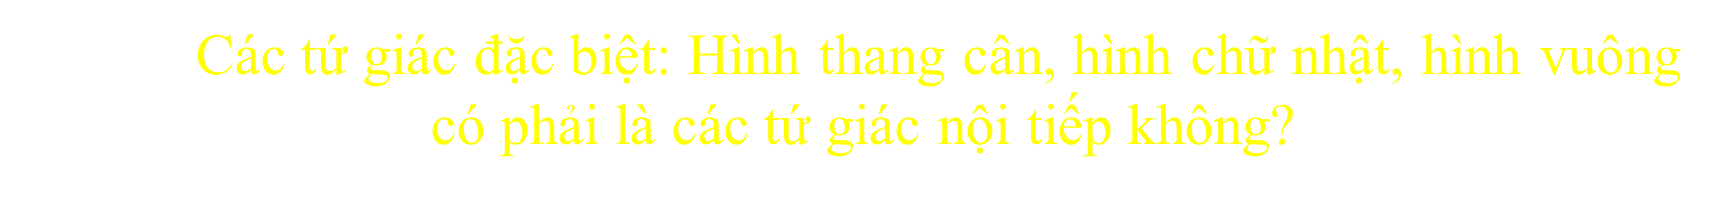 Các tứ giác đặc biệt: Hình thang cân, hình chữ nhật, hình vuông
có phải là các tứ giác nội tiếp không?